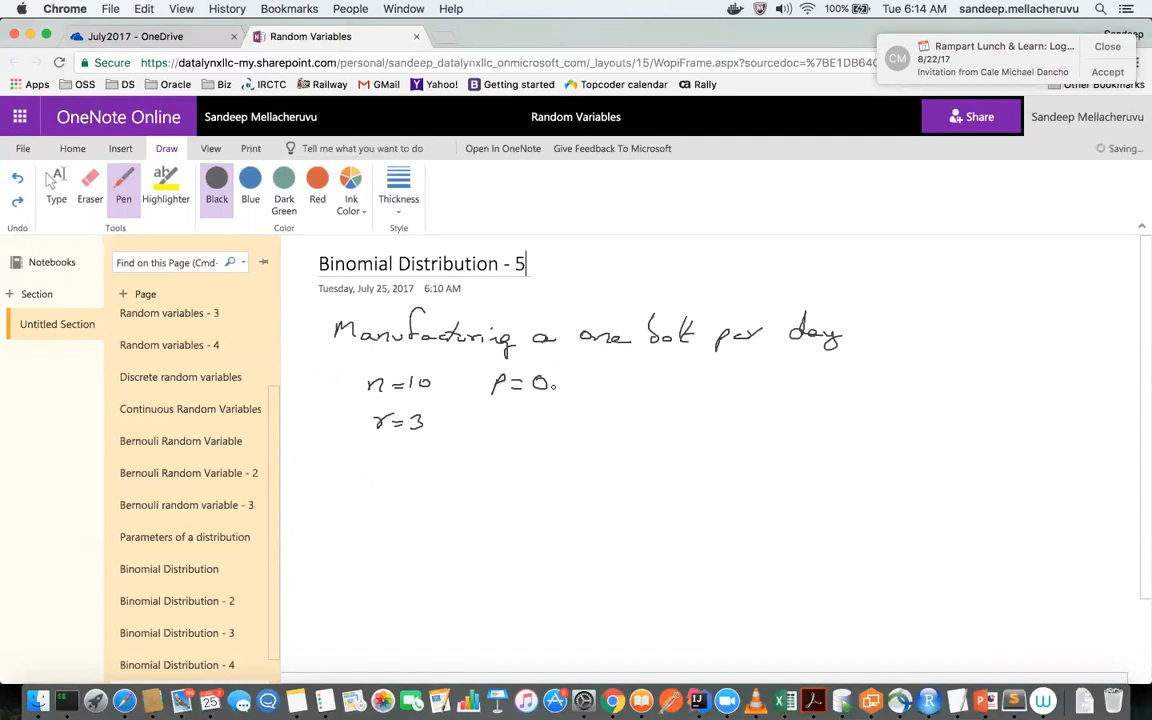 Chrome File Edit View History Bookmarks People Window Help 100% Tue 6:14 AM sandeep.mellacheruvu
July2017 - OneDrive × Random Variables × Sandeep
Secure https://datalynxllc-my.sharepoint.com/personal/sandeep_datalynxllc_onmicrosoft_com/_layouts/15/WopiFrame.aspx?sourcedoc=%7BE1DB64
Rampart Lunch & Learn: Log... Close
CM 8/22/17
Invitation from Cale Michael Dancho Accept
Apps OSS DS Oracle Biz IRCTC Railway GMail Yahoo! Getting started Topcoder calendar Rally Other Bookmarks
OneNote Online Sandeep Mellacheruvu Random Variables Share Sandeep Mellacheruvu
File Home Insert Draw View Print Tell me what you want to do Open In OneNote Give Feedback To Microsoft Saving...
Type Eraser Pen Highlighter Black Blue Dark Green Red Ink Color Thickness
Undo Tools Color Style
Notebooks
Section
Untitled Section
Find on this Page (Cmd-
Page
Random variables - 3
Random variables - 4
Discrete random variables
Continuous Random Variables
Bernouli Random Variable
Bernouli Random Variable - 2
Bernouli random variable - 3
Parameters of a distribution
Binomial Distribution
Binomial Distribution - 2
Binomial Distribution - 3
Binomial Distribution - 4
Binomial Distribution - 5
Tuesday, July 25, 2017 6:10 AM
Manufacturing a one bolt per day
n=10 p=0.
r=3